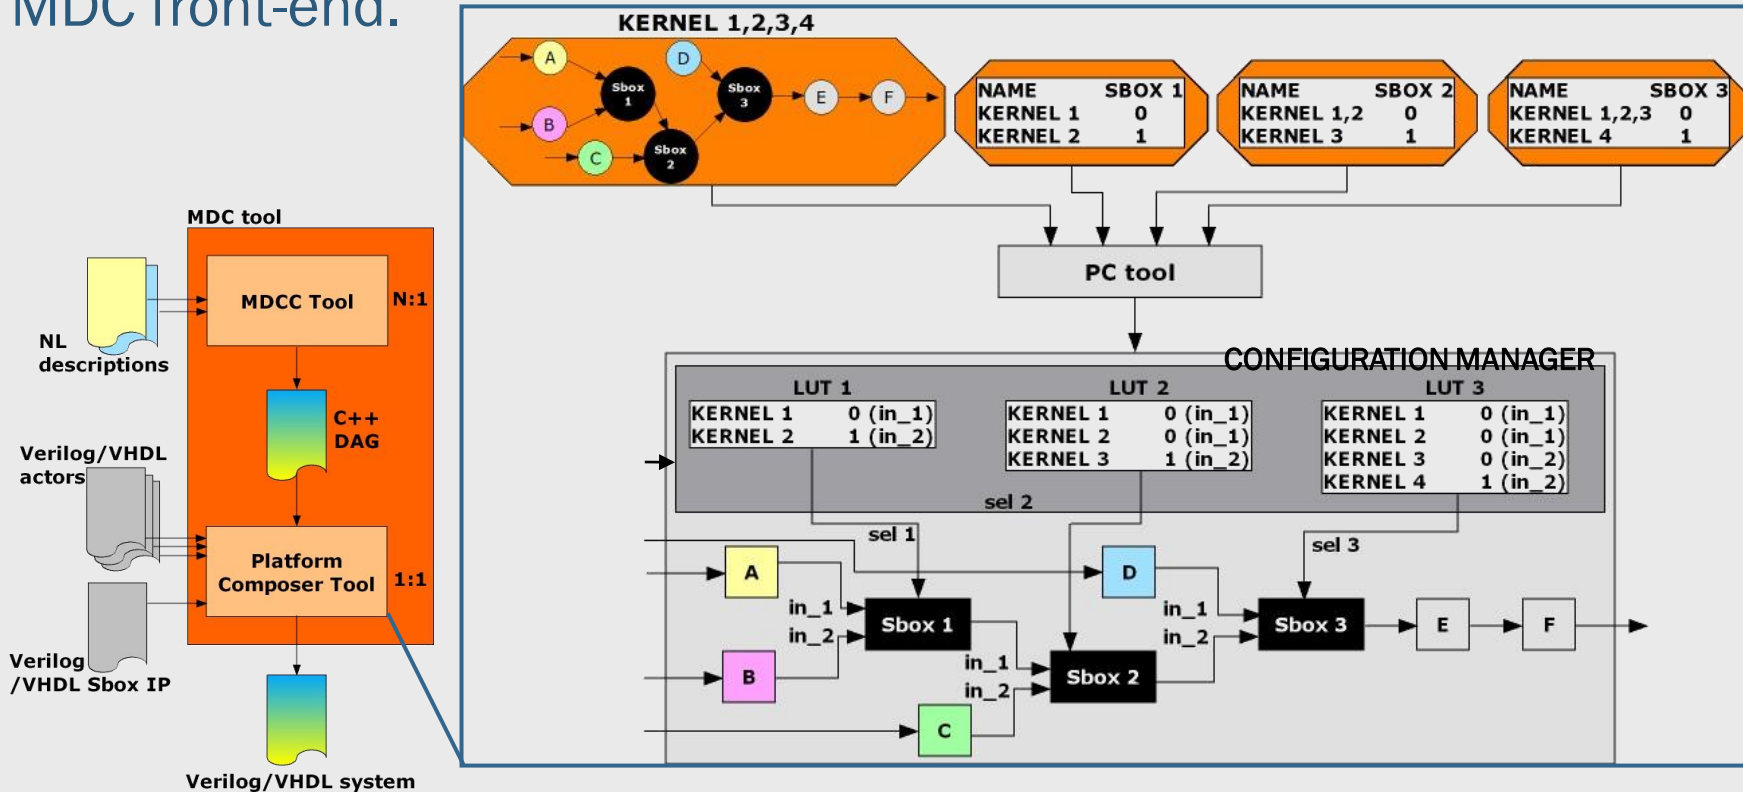 MDC front-end.
MDC tool
MDCC Tool
N:1
NL
descriptions
C++
DAG
Verilog/VHDL
actors
Platform
Composer Tool
1:1
Verilog
/VHDL Sbox IP
Verilog/VHDL system
KERNEL 1,2,3,4
A
B
C
D
Sbox
1
Sbox
2
Sbox
3
E
F
NAME SBOX 1
KERNEL 1 0
KERNEL 2 1
NAME SBOX 2
KERNEL 1,2 0
KERNEL 3 1
NAME SBOX 3
KERNEL 1,2,3 0
KERNEL 4 1
PC tool
CONFIGURATION MANAGER
LUT 1
KERNEL 1 0 (in_1)
KERNEL 2 1 (in_2)
LUT 2
KERNEL 1 0 (in_1)
KERNEL 2 0 (in_1)
KERNEL 3 1 (in_2)
LUT 3
KERNEL 1 0 (in_1)
KERNEL 2 0 (in_1)
KERNEL 3 0 (in_2)
KERNEL 4 1 (in_2)
sel 2
sel 1
sel 3
A
B
C
D
in_1
in_2
Sbox 1
in_1
in_2
Sbox 2
in_1
in_2
Sbox 3
E
F